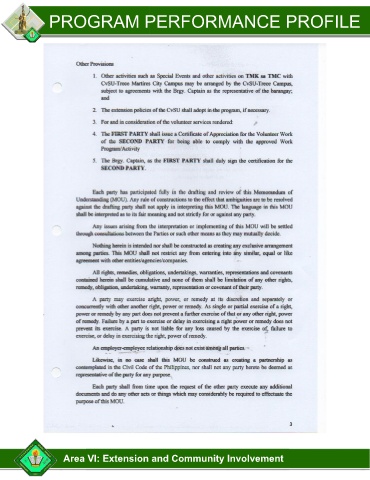 PROGRAM PERFORMANCE PROFILE
Other Provisions
1. Other activities such as Special Events and other activities on TMK sa TMC with
CvSU-Trece Martires City Campus may be arranged by the CvSU-Trece Campus,
subject to agreements with the Brgy. Captain as the representative of the barangay;
and
2. The extension policies of the CvSU shall adopt in the program, if necessary.
3. For and in consideration of the volunteer services rendered:
4. The FIRST PARTY shall issue a Certificate of Appreciation for the Volunteer Work
of the SECOND PARTY for being able to comply with the approved Work
Program/Activity
5. The Brgy. Captain, as the FIRST PARTY shall duly sign the certification for the
SECOND PARTY.
Each party has participated fully in the drafting and review of this Memorandum of
Understanding (MOU). Any rule of constructions to the effect that ambiguities are to be resolved
against the drafting party shall not apply in interpreting this MOU. The language in this MOU
shall be interpreted as to its fair meaning and not strictly for or against any party.
Any issues arising from the interpretation or implementing of this MOU will be settled
through consultations between the Parties or such other means as they may mutually decide.
Nothing herein is intended nor shall be constructed as creating any exclusive arrangement
among parties. This MOU shall not restrict any from entering into any similar, equal or like
agreement with other entities/agencies/companies.
All rights, remedies, obligations, undertakings, warranties, representations and covenants
contained herein shall be cumulative and none of them shall be limitation of any other rights,
remedy, obligation, undertaking, warranty, representation or covenant of their party.
A party may exercise aright, power, or remedy at its discretion and separately or
concurrently with other another right, power or remedy. As single or partial exercise of a right,
power or remedy by any part does not prevent a further exercise of that or any other right, power
of remedy. Failure by a part to exercise or delay in exercising a right power or remedy does not
prevent its exercise. A party is not liable for any loss caused by the exercise of, failure to
exercise, or delay in exercising the right, power of remedy.
An employer-employee relationship does not exist among all parties.
Likewise, in no case shall this MOU be construed as creating a partnership as
contemplated in the Civil Code of the Philippines, nor shall not any party hereto be deemed as
representative of the party for any purpose.
Each party shall from time upon the request of the other party execute any additional
documents and do any other acts or things which may considerably be required to effectuate the
purpose of this MOU.
3
Area VI: Extension and Community Involvement